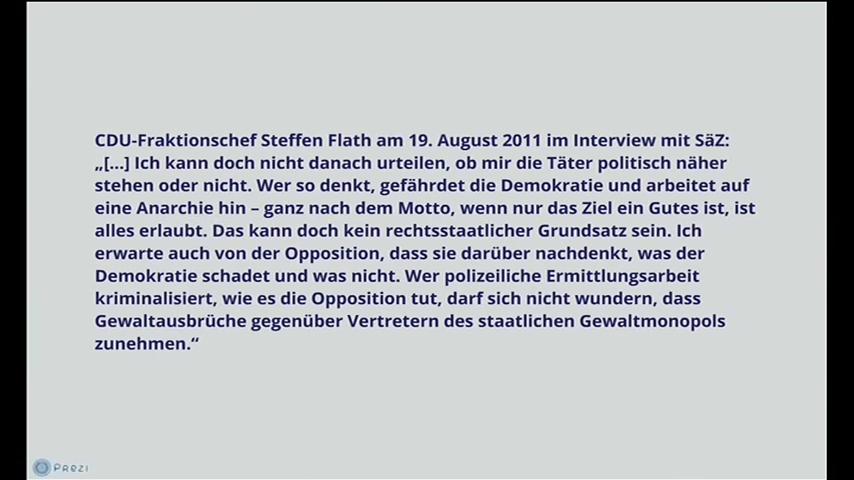 CDU-Fraktionschef Steffen Flath am 19. August 2011 im Interview mit SäZ:
„[...] Ich kann doch nicht danach urteilen, ob mir die Täter politisch näher
stehen oder nicht. Wer so denkt, gefährdet die Demokratie und arbeitet auf
eine Anarchie hin – ganz nach dem Motto, wenn nur das Ziel ein Gutes ist, ist
alles erlaubt. Das kann doch kein rechtsstaatlicher Grundsatz sein. Ich
erwarte auch von der Opposition, dass sie darüber nachdenkt, was der
Demokratie schadet und was nicht. Wer polizeiliche Ermittlungsarbeit
kriminalisiert, wie es die Opposition tut, darf sich nicht wundern, dass
Gewaltausbrüche gegenüber Vertretern des staatlichen Gewaltmonopols
zunehmen.“
Prezi